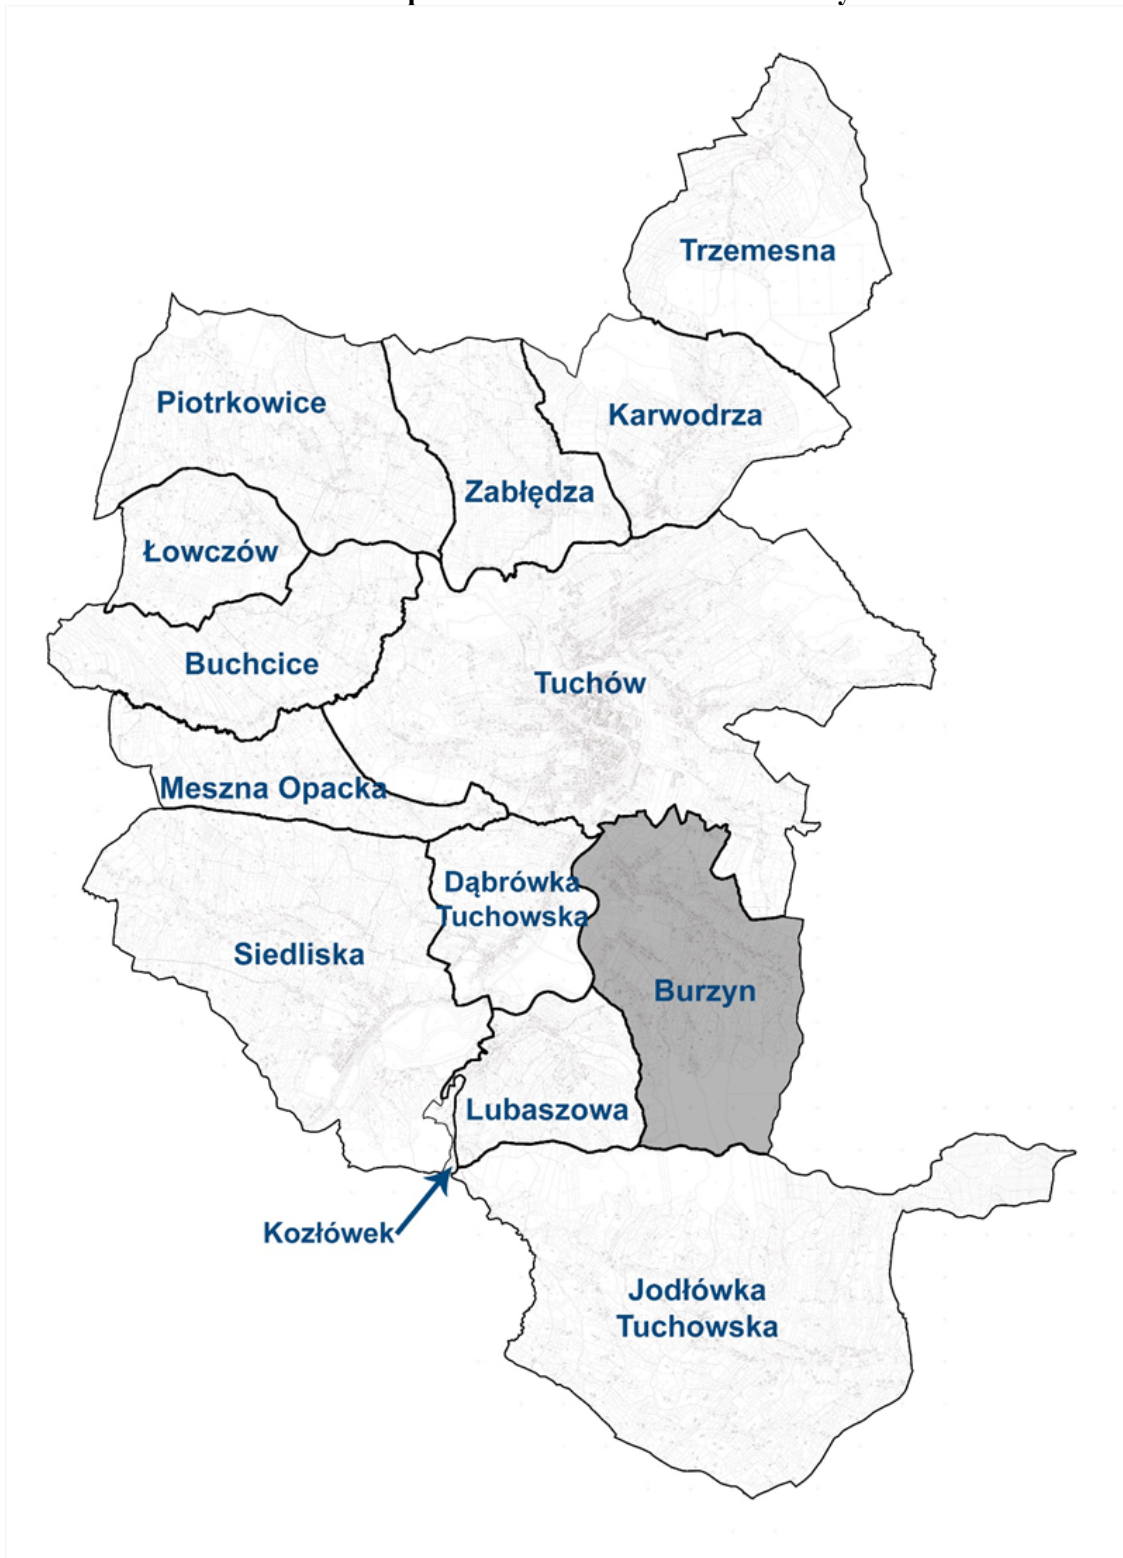 Trzemesna
Piotrkowice
Karwodrza
Zabłędza
Łowczów
Buchcice
Tuchów
Meszna Opacka
Dąbrówka
Tuchowska
Siedliska
Burzyn
Lubaszowa
Kozłówek
Jodłówka
Tuchowska